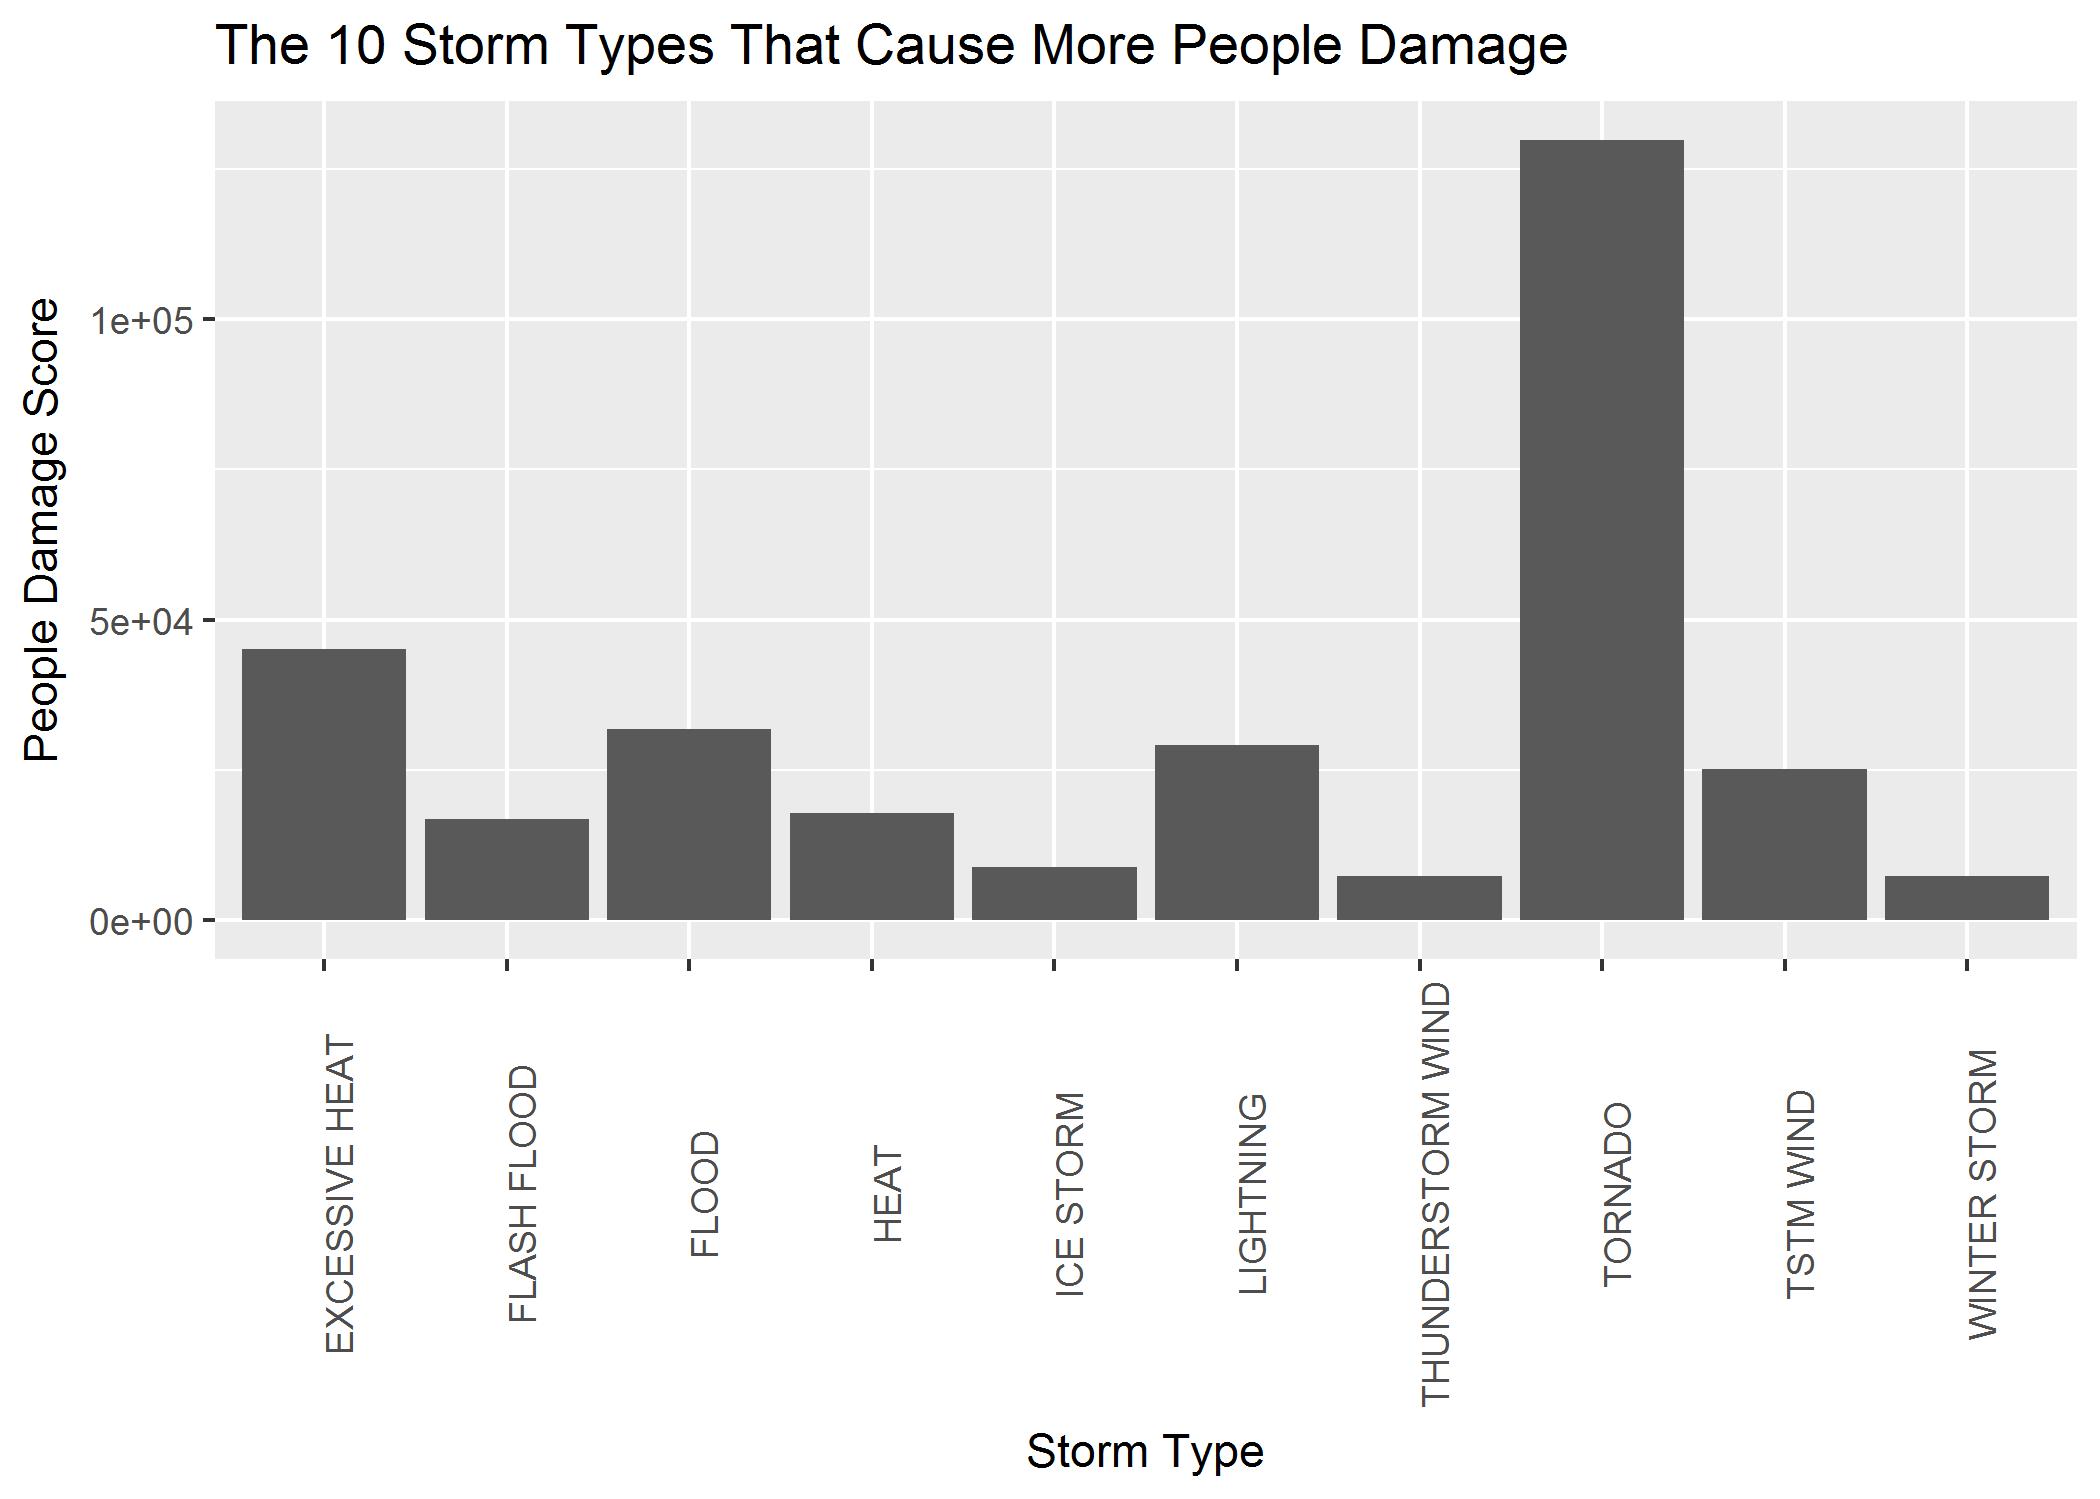 The 10 Storm Types That Cause More People Damage
People Damage Score
1e+05
5e+04
0e+00
EXCESSIVE HEAT
FLASH FLOOD
FLOOD
HEAT
ICE STORM
LIGHTNING
THUNDERSTORM WIND
TORNADO
TSTM WIND
WINTER STORM
Storm Type